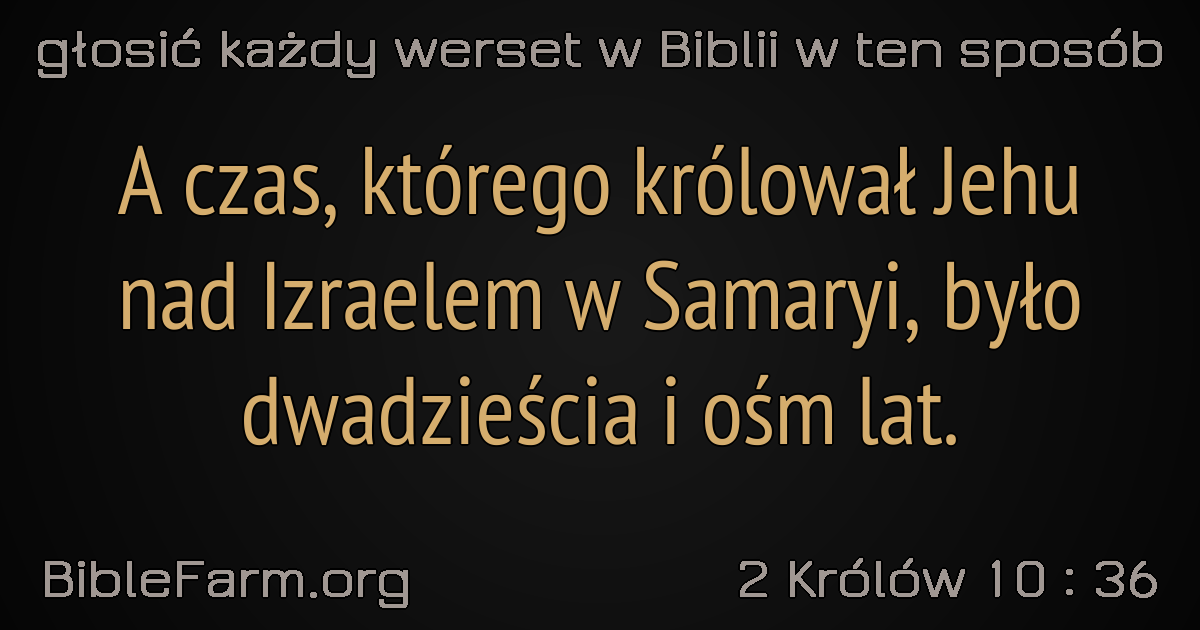 głosić każdy werset w Biblii w ten sposób
A czas, którego królował Jehu
nad Izraelem w Samaryi, było
dwadzieścia i ośm lat.
BibleFarm.org
2 Królów 10 : 36